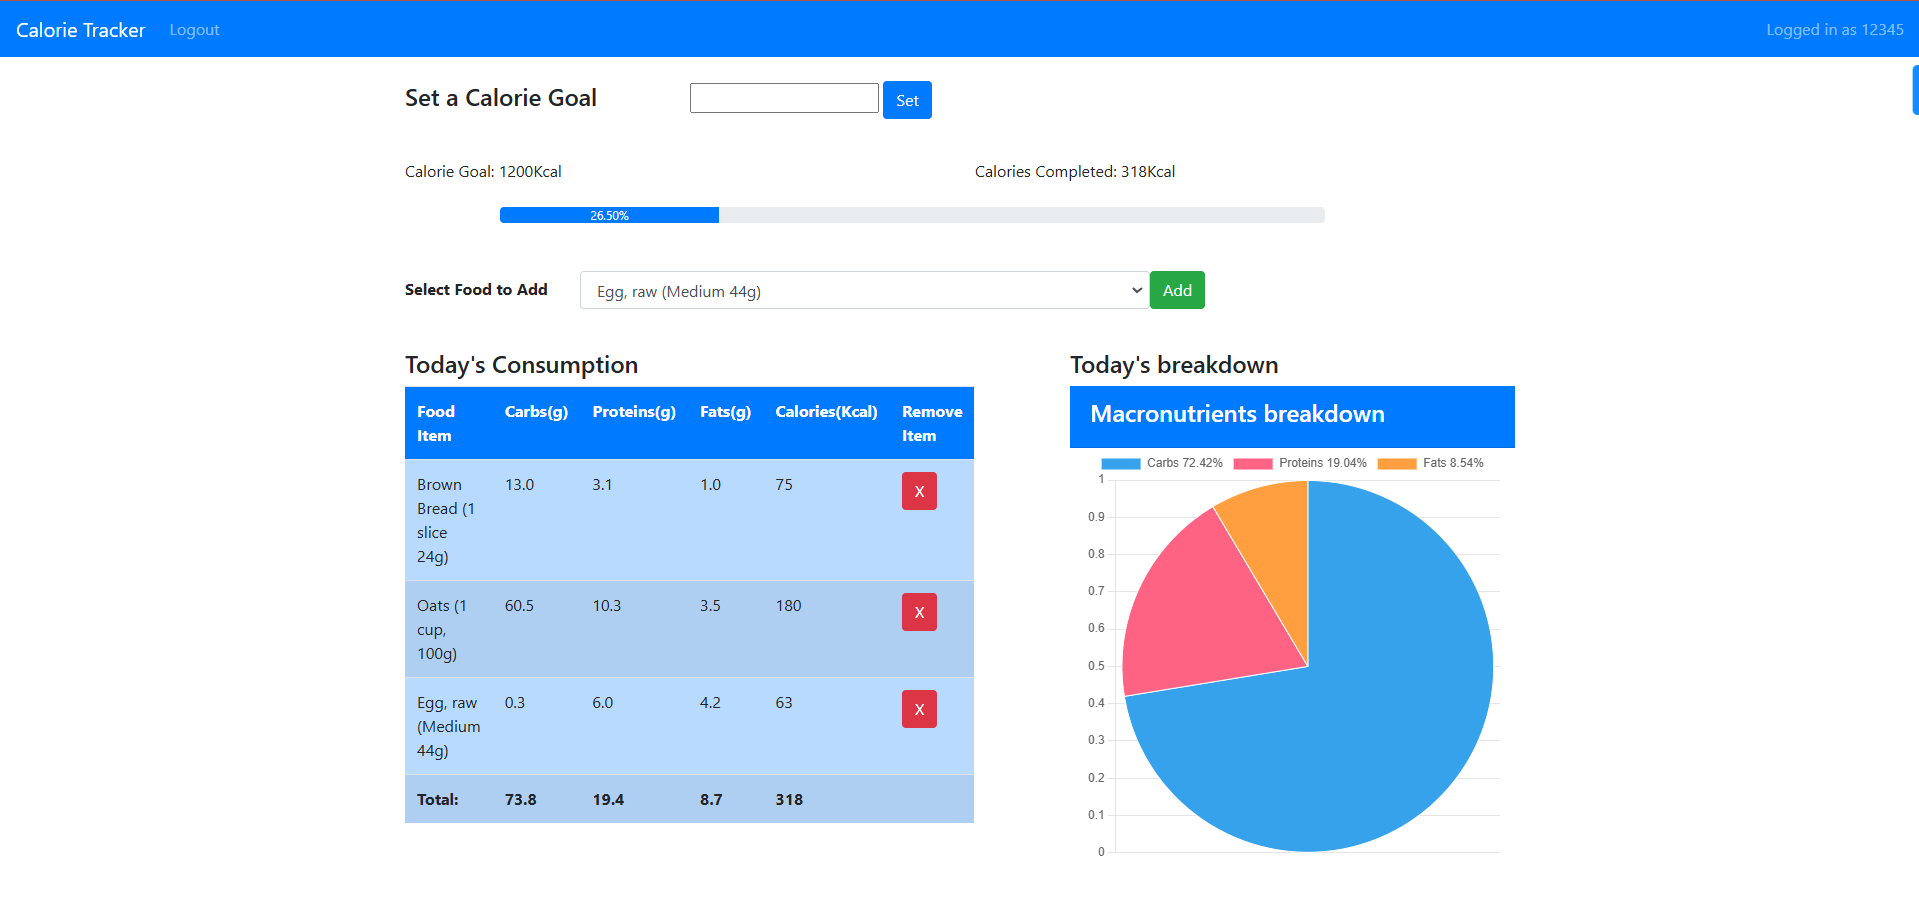 Calorie Tracker Logout Logged in as 12345
Set a Calorie Goal Set
Calorie Goal: 1200Kcal Calories Completed: 318Kcal
26.50%
Select Food to Add Egg, raw (Medium 44g) Add
Today's Consumption
Food Item Carbs(g) Proteins(g) Fats(g) Calories(Kcal) Remove Item
Brown Bread (1 slice 24g) 13.0 3.1 1.0 75 X
Oats (1 cup, 100g) 60.5 10.3 3.5 180 X
Egg, raw (Medium 44g) 0.3 6.0 4.2 63 X
Total: 73.8 19.4 8.7 318
Today's breakdown
Macronutrients breakdown
Carbs 72.42% Proteins 19.04% Fats 8.54%
1
0.9
0.8
0.7
0.6
0.5
0.4
0.3
0.2
0.1
0